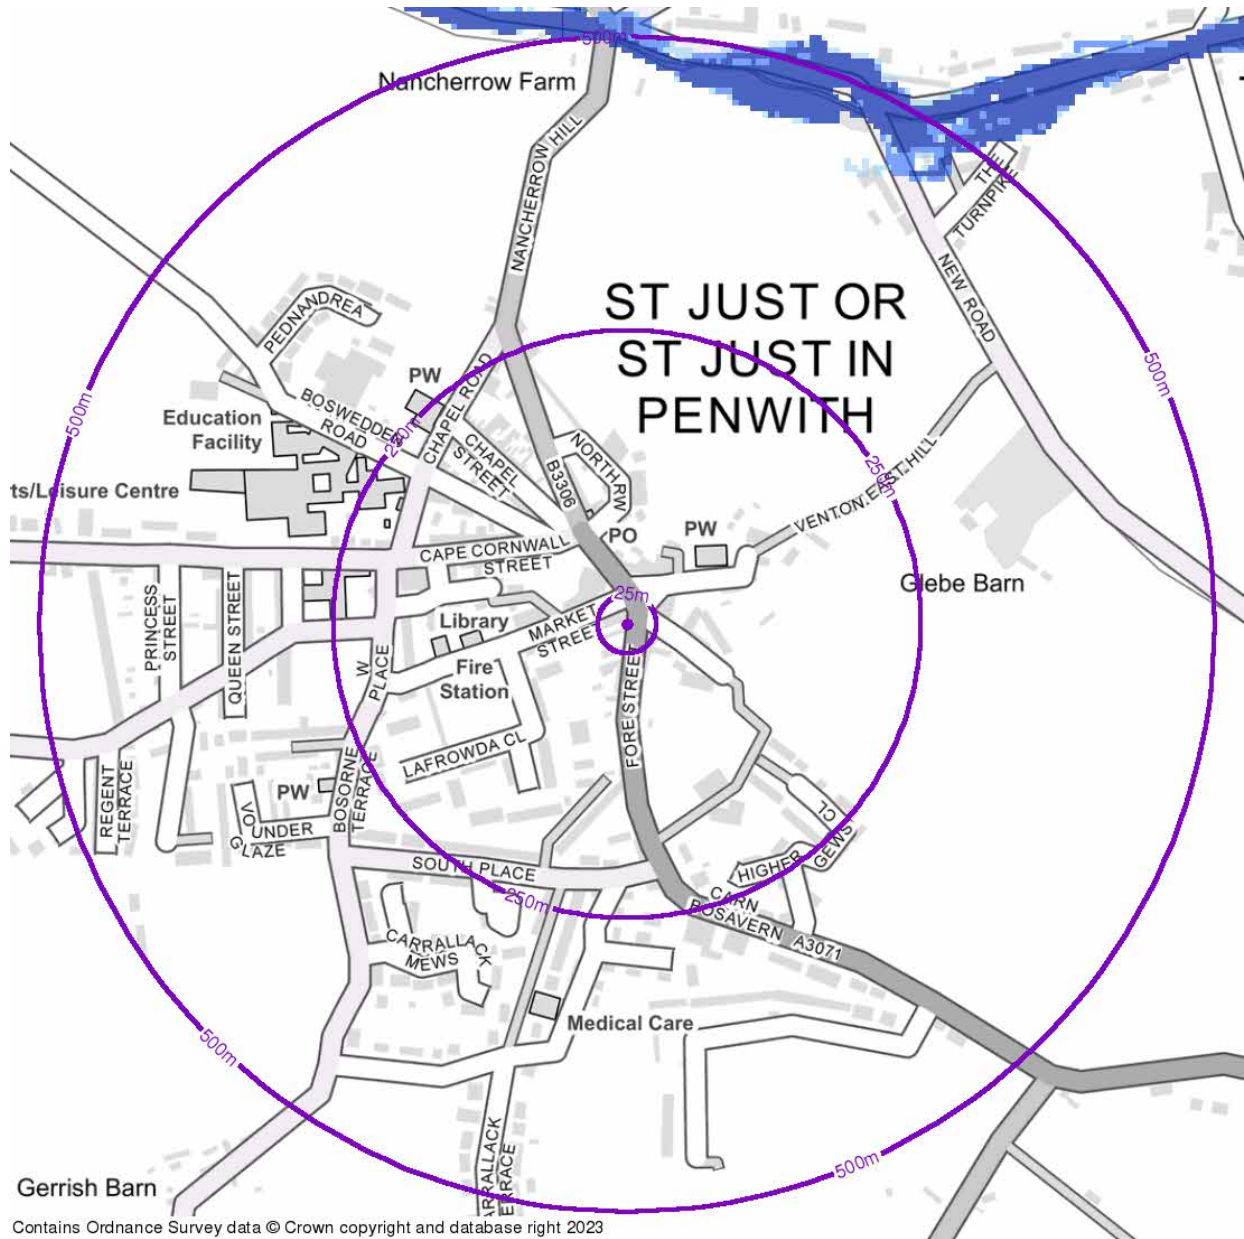 500m
Nancherrow Farm
NANCHERROW HILL
THE
TURNPIKE
NEW ROAD
ST JUST OR
ST JUST IN
PENWITH
PEDNANDREA
PW
CHAPEL ROAD
500m
500m
Education
Facility
BOSWEDDEN
ROAD
250m
CHAPEL
STREET
B3306
NORTH RW
250m
VENTON EAST HILL
ts/Leisure Centre
PO
PW
CAPE CORNWALL
STREET
Glebe Barn
25m
PRINCESS
STREET
QUEEN STREET
Library
MARKET
STREET
W
PLACE
Fire
Station
FORE STREET
LAFROWDA CL
REGENT
TERRACE
PW
BOSORNE
TERRACE
VOUNDER
GLAZE
CL
GEWS
HIGHER
SOUTH PLACE
250m
CARN
BOSAVERN
A3071
CARRALLACK
MEWS
Medical Care
500m
ARRALLACK
ERRACE
500m
Gerrish Barn
Contains Ordnance Survey data © Crown copyright and database right 2023